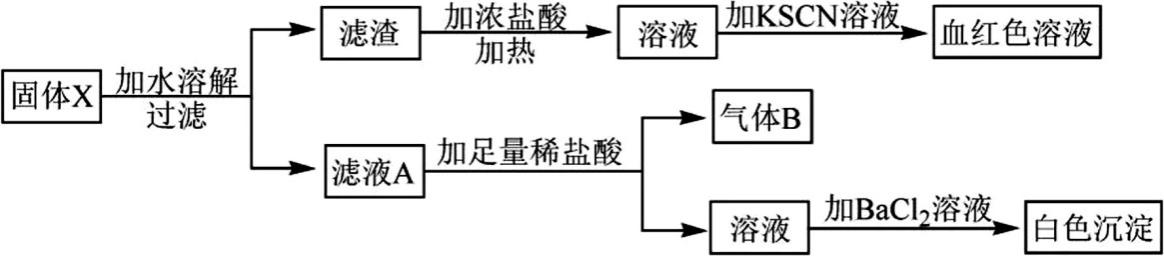 固体X
加水溶解
过滤
滤渣
加浓盐酸
加热
溶液
加KSCN溶液
血红色溶液
滤液A
加足量稀盐酸
气体B
溶液
加BaCl₂溶液
白色沉淀